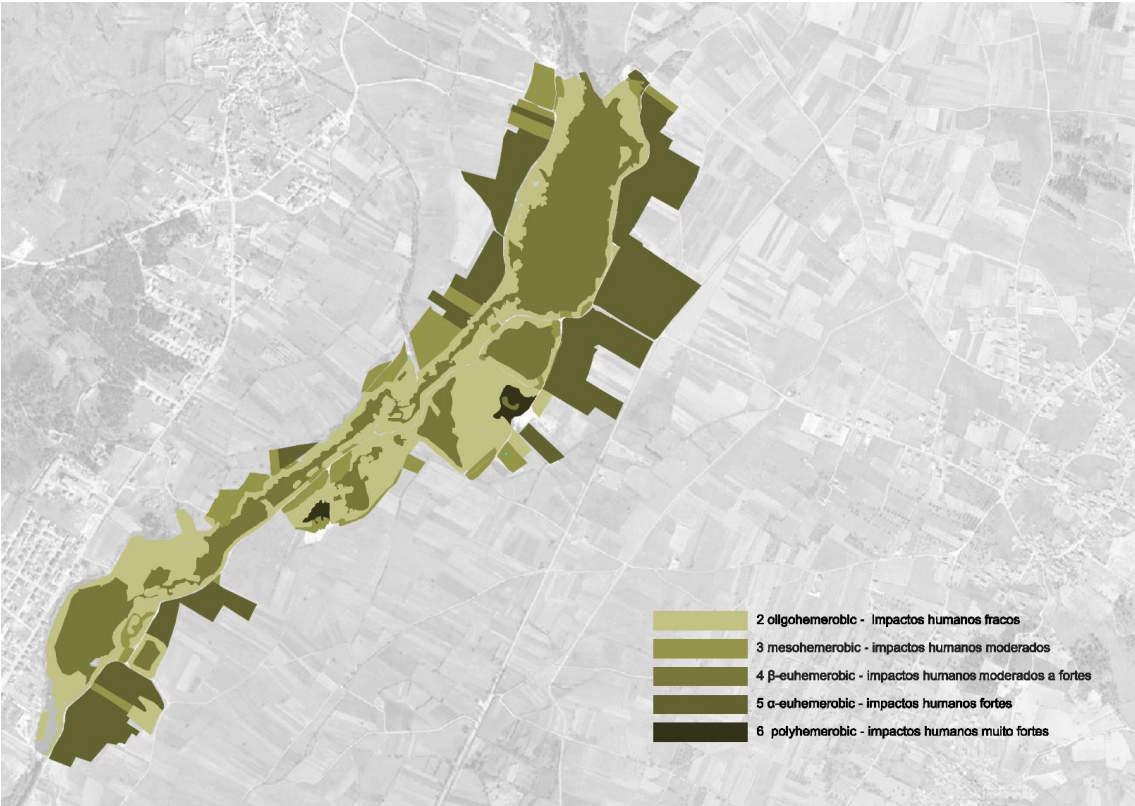 2 oligohemerobic - Impactos humanos fracos
3 mesohemerobic - impactos humanos moderados
4 β-euhemerobic - impactos humanos moderados a fortes
5 α-euhemerobic - impactos humanos fortes
6 polyhemerobic - impactos humanos muito fortes